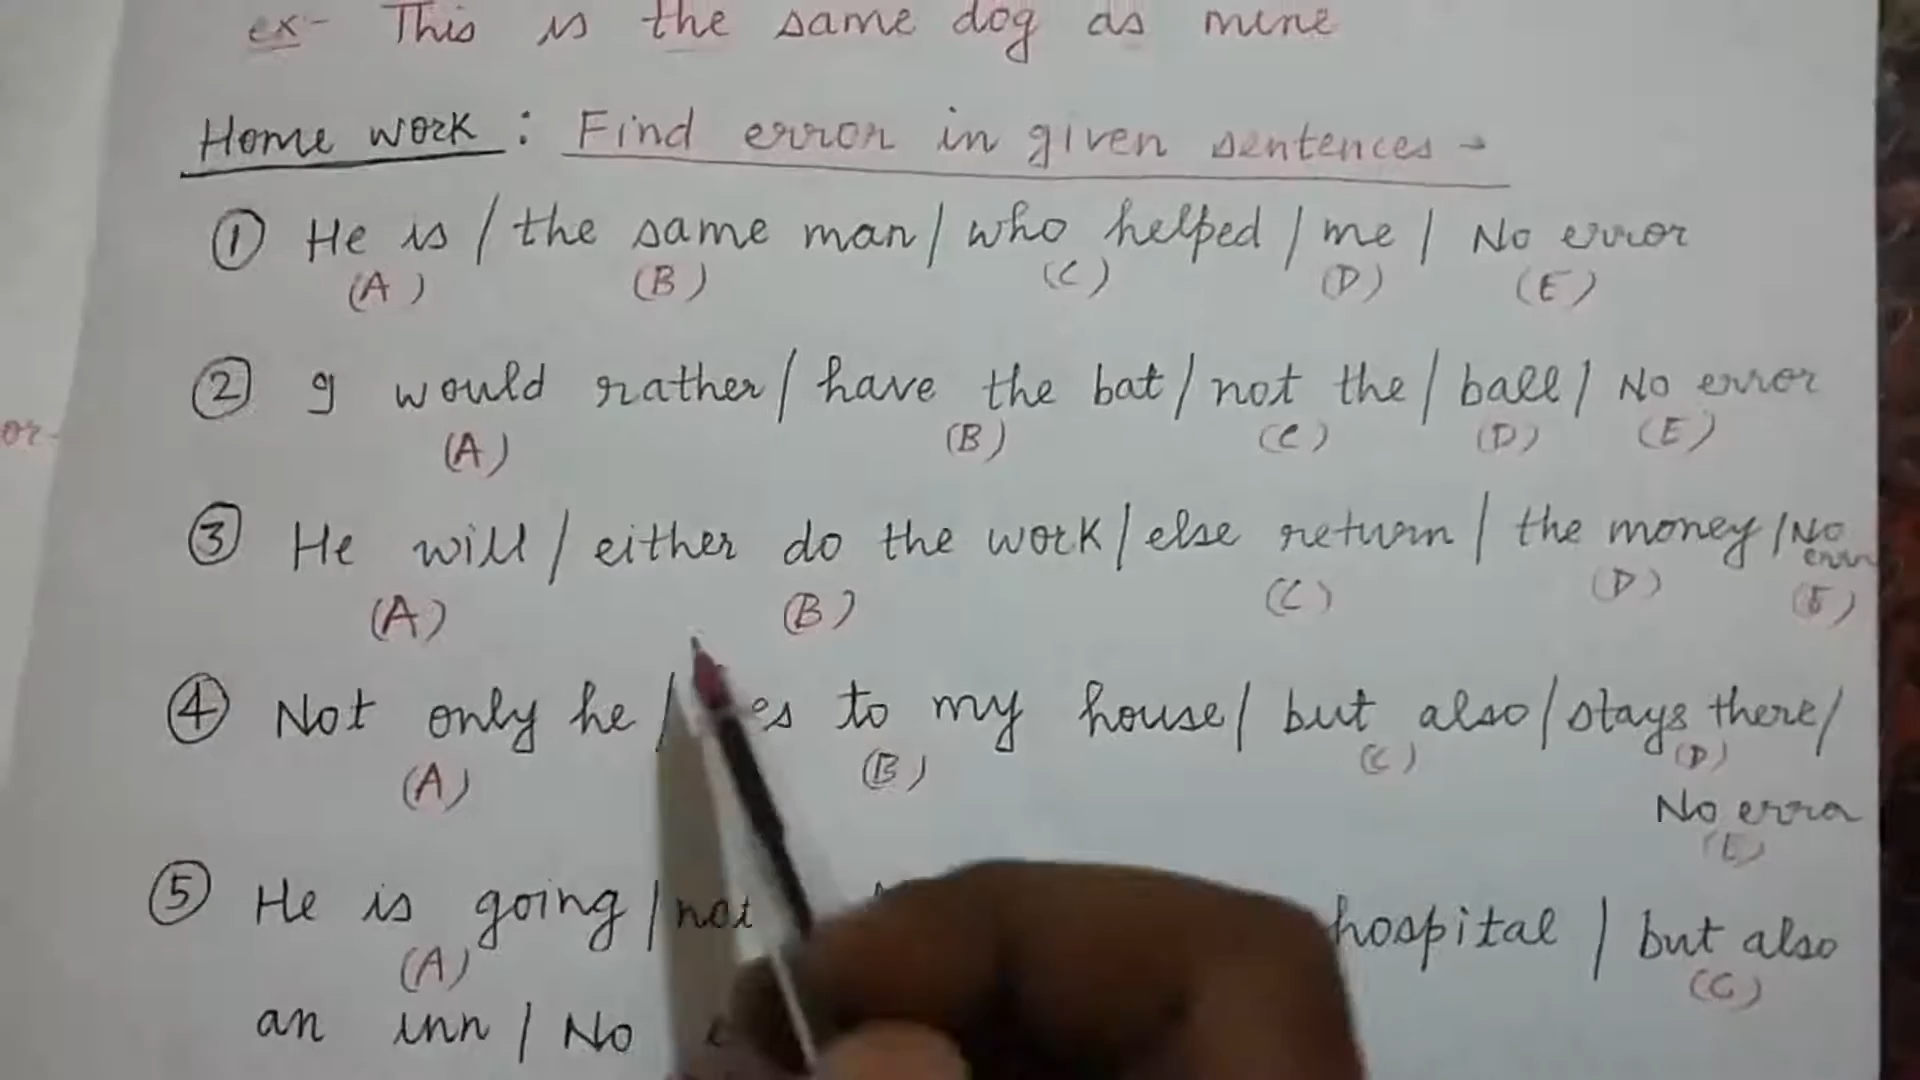 ex- This is the same dog as mine
Home work : Find error in given sentences -
① He is / the same man / who helped / me / No error
(A) (B) (C) (D) (E)
② I would rather / have the bat / not the / ball / No error
(A) (B) (C) (D) (E)
or-
③ He will / either do the work / else return / the money / No
(A) (B) (C) (D) (E)
④ Not only he / to my house / but also / stays there /
(A) (B) (C) (D)
No error
(E)
⑤ He is going / not hospital / but also
(A) (C)
an inn / No